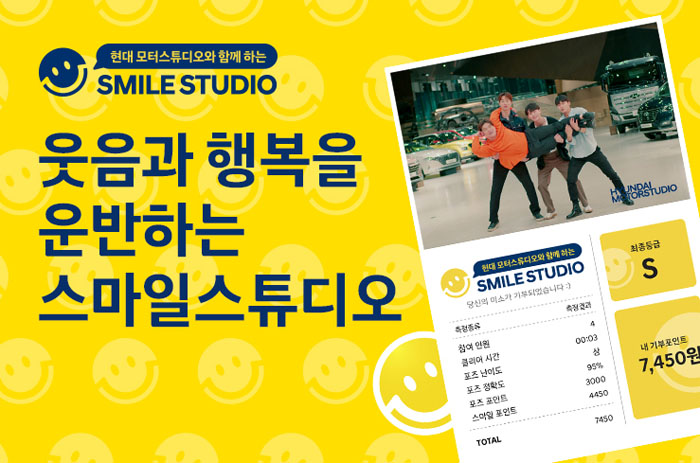 현대 모터스튜디오와 함께 하는
SMILE STUDIO
웃음과 행복을
운반하는
스마일스튜디오
HYUNDAI
MOTORSTUDIO
현대 모터스튜디오와 함께 하는
SMILE STUDIO
당신의 미소가 기부되었습니다 :)
측정종류 측정결과
참여 인원 4
클리어 시간 00:03
포즈 난이도 상
포즈 정확도 95%
포즈 포인트 3000
스마일 포인트 4450
TOTAL 7450
최종등급
S
내 기부포인트
7,450원